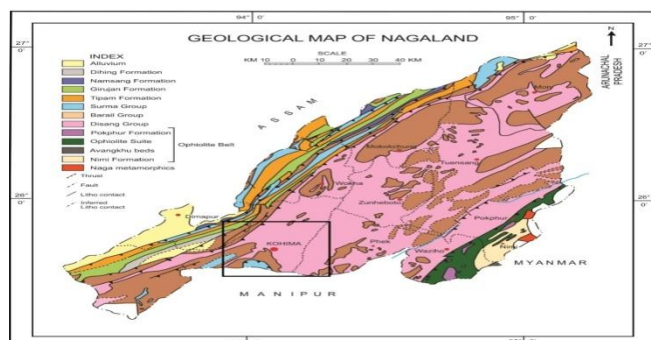 94°
0'
95°
0'
27°
0'
27°
0'
GEOLOGICAL MAP OF NAGALAND
SCALE
KM 10 0 10 20 30 40 KM
ARUNACHAL
PRADESH
INDEX
Alluvium
Dihing Formation
Namsang Formation
Girujan Formation
Tipam Formation
Surma Group
Barail Group
Disang Group
Pokphur Formation
Ophiolite Suite
Avangkhu beds
Nimi Formation
Naga metamorphics
Ophiolite Belt
Thrust
Fault
Litho contact
Inferred
Litho contact
ASSAM
Mon
Mokokchung
Tuensang
Wokha
Zunheboto
26°
0'
26°
0'
Dimapur
Pokphur
KOHIMA
Phek
Waziho
Nimi
MYANMAR
MANIPUR